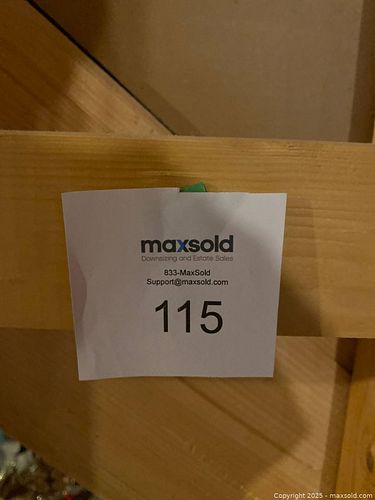 maxsold
Downsizing and Estate Sales
833-MaxSold
Support@maxsold.com
115
Copyright 2025 - maxsold.com